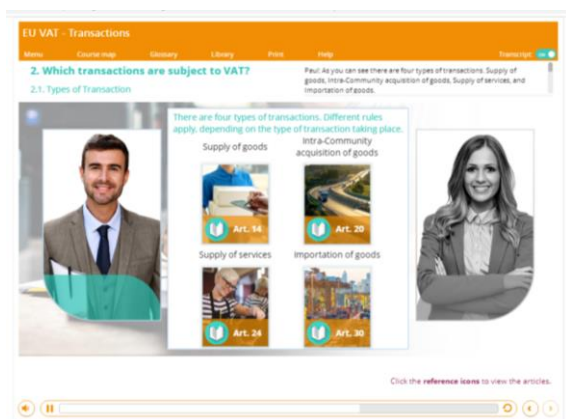 EU VAT - Transactions
Menu Course map Glossary Library Print Help Transcript on
2. Which transactions are subject to VAT?
2.1. Types of Transaction
Paul: As you can see there are four types of transactions. Supply of
goods, Intra-Community acquisition of goods, Supply of services, and
Importation of goods.
There are four types of transactions. Different rules
apply, depending on the type of transaction taking place.
Supply of goods
Intra-Community
acquisition of goods
Art. 14
Art. 20
Supply of services
Importation of goods
Art. 24
Art. 30
Click the reference icons to view the articles.